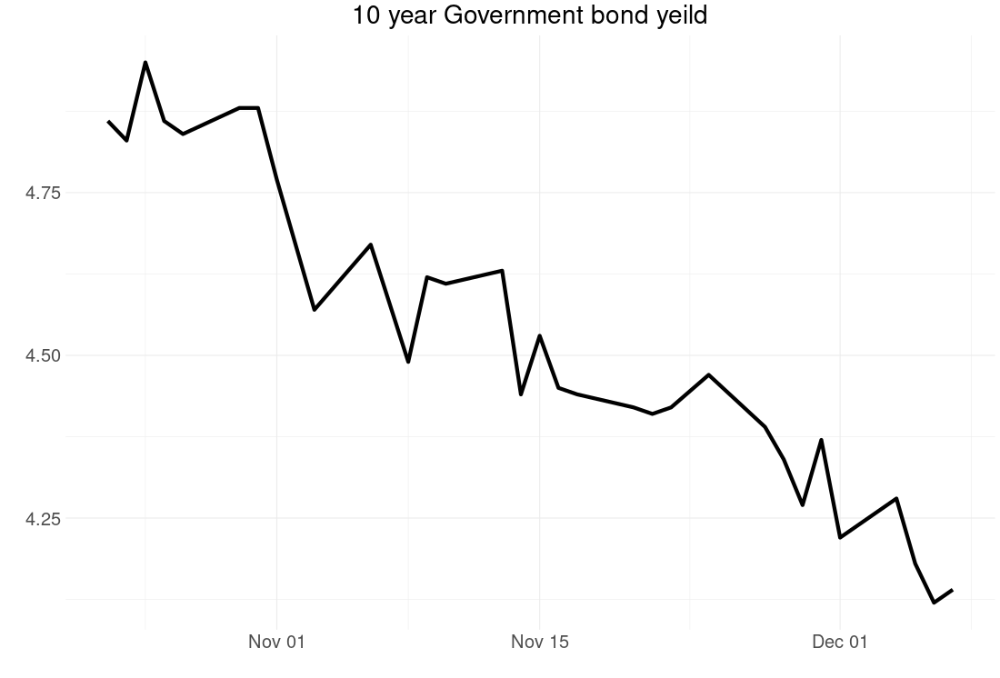 10 year Government bond yeild
4.75
4.50
4.25
Nov 01 Nov 15 Dec 01